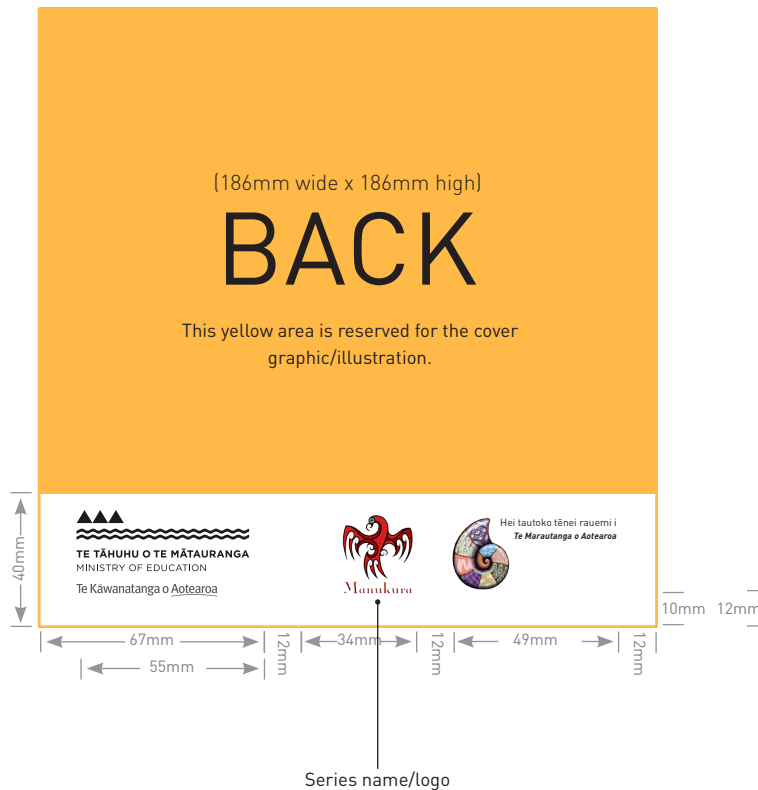 (186mm wide x 186mm high)
BACK
This yellow area is reserved for the cover
graphic/illustration.
40mm
TE TĀHUHU O TE MĀTAURANGA
MINISTRY OF EDUCATION
Te Kāwanatanga o Aotearoa
Manukura
Hei tautoko tēnei rauemi i
Te Marautanga o Aotearoa
10mm 12mm
67mm 12mm 34mm 12mm 49mm 12mm
55mm
Series name/logo